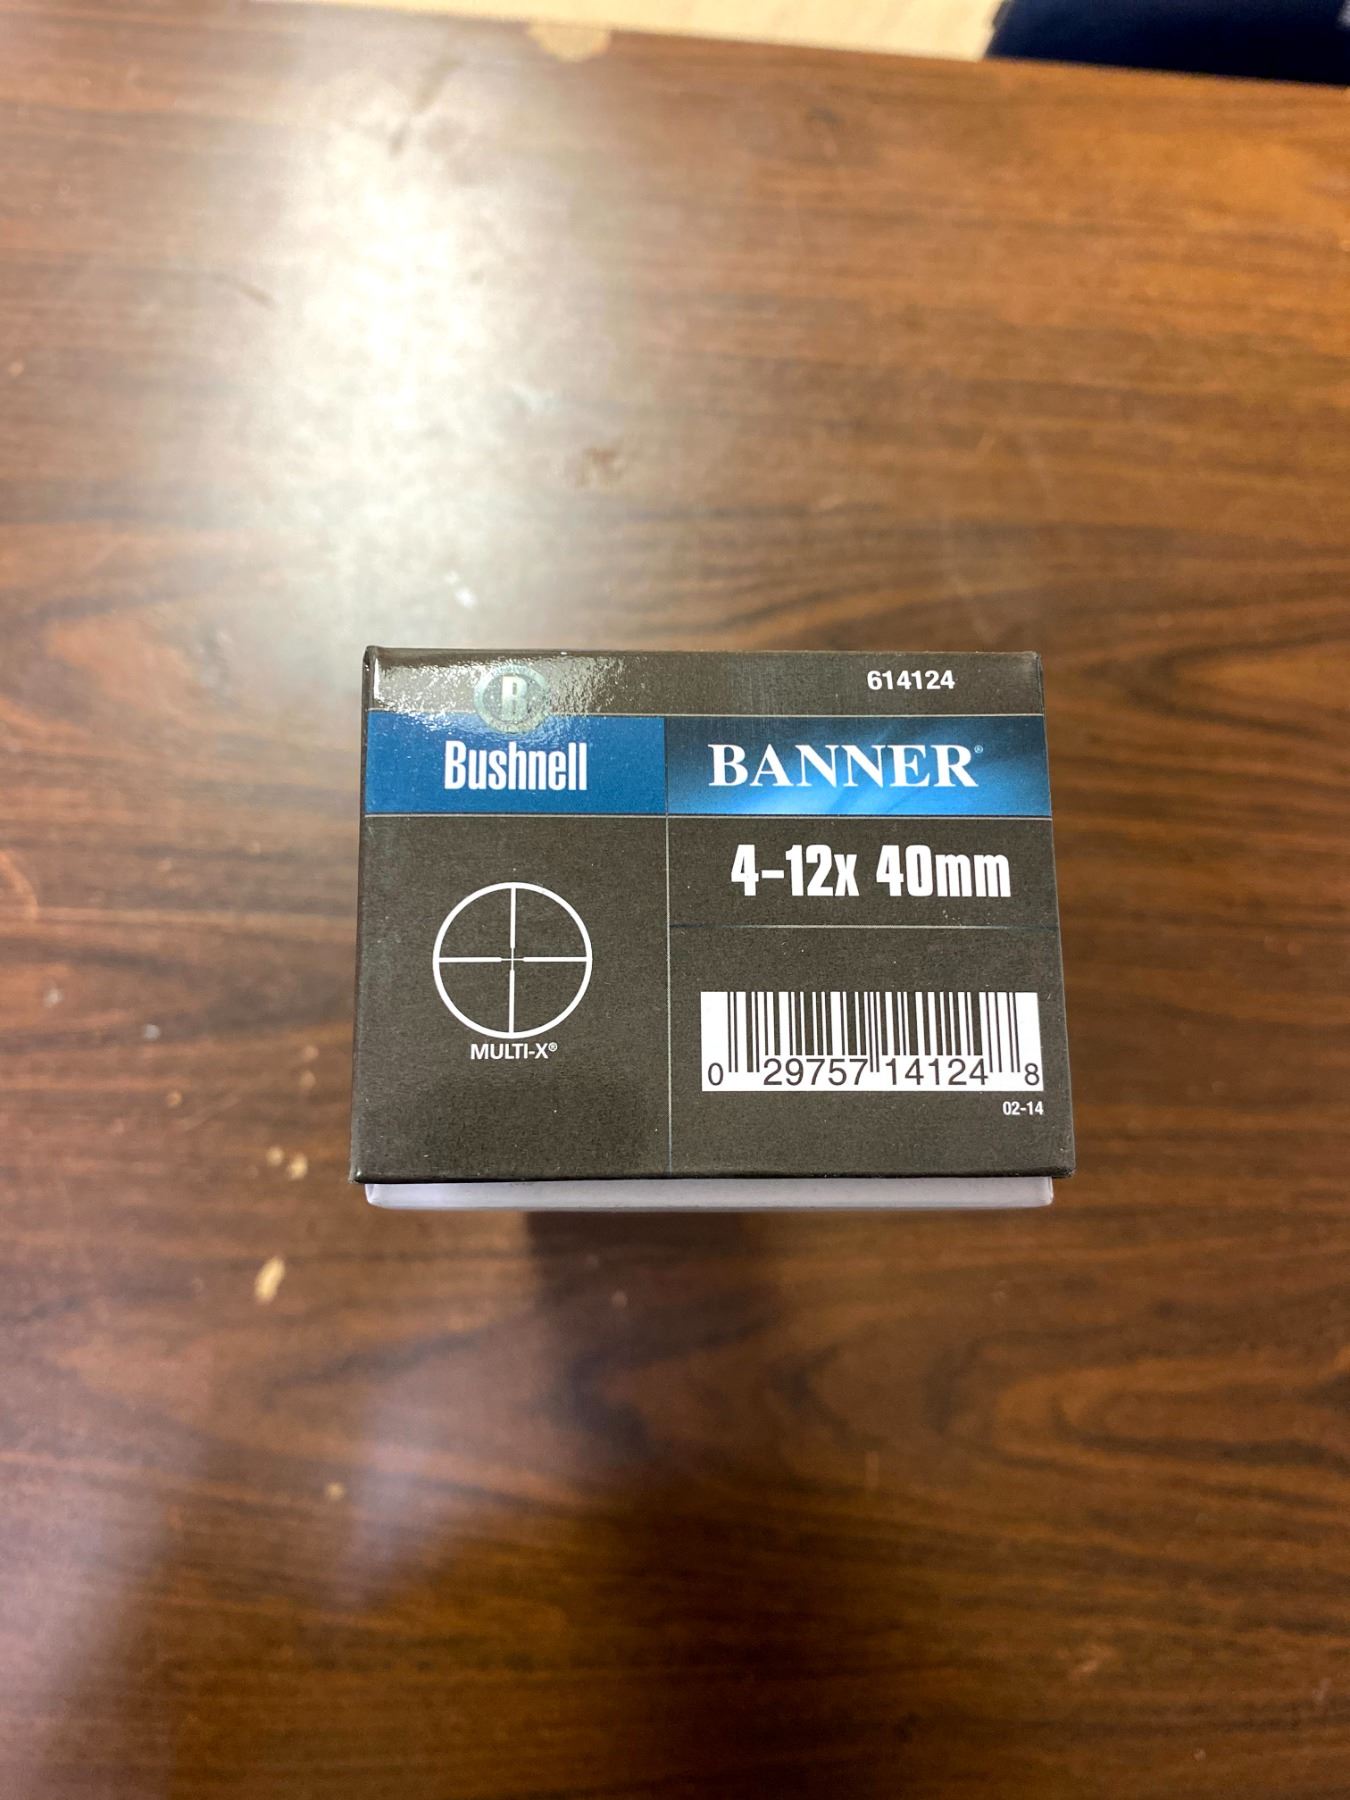 614124
B
Bushnell
BANNER®
4-12x 40mm
MULTI-X®
0 29757 14124 8
02-14